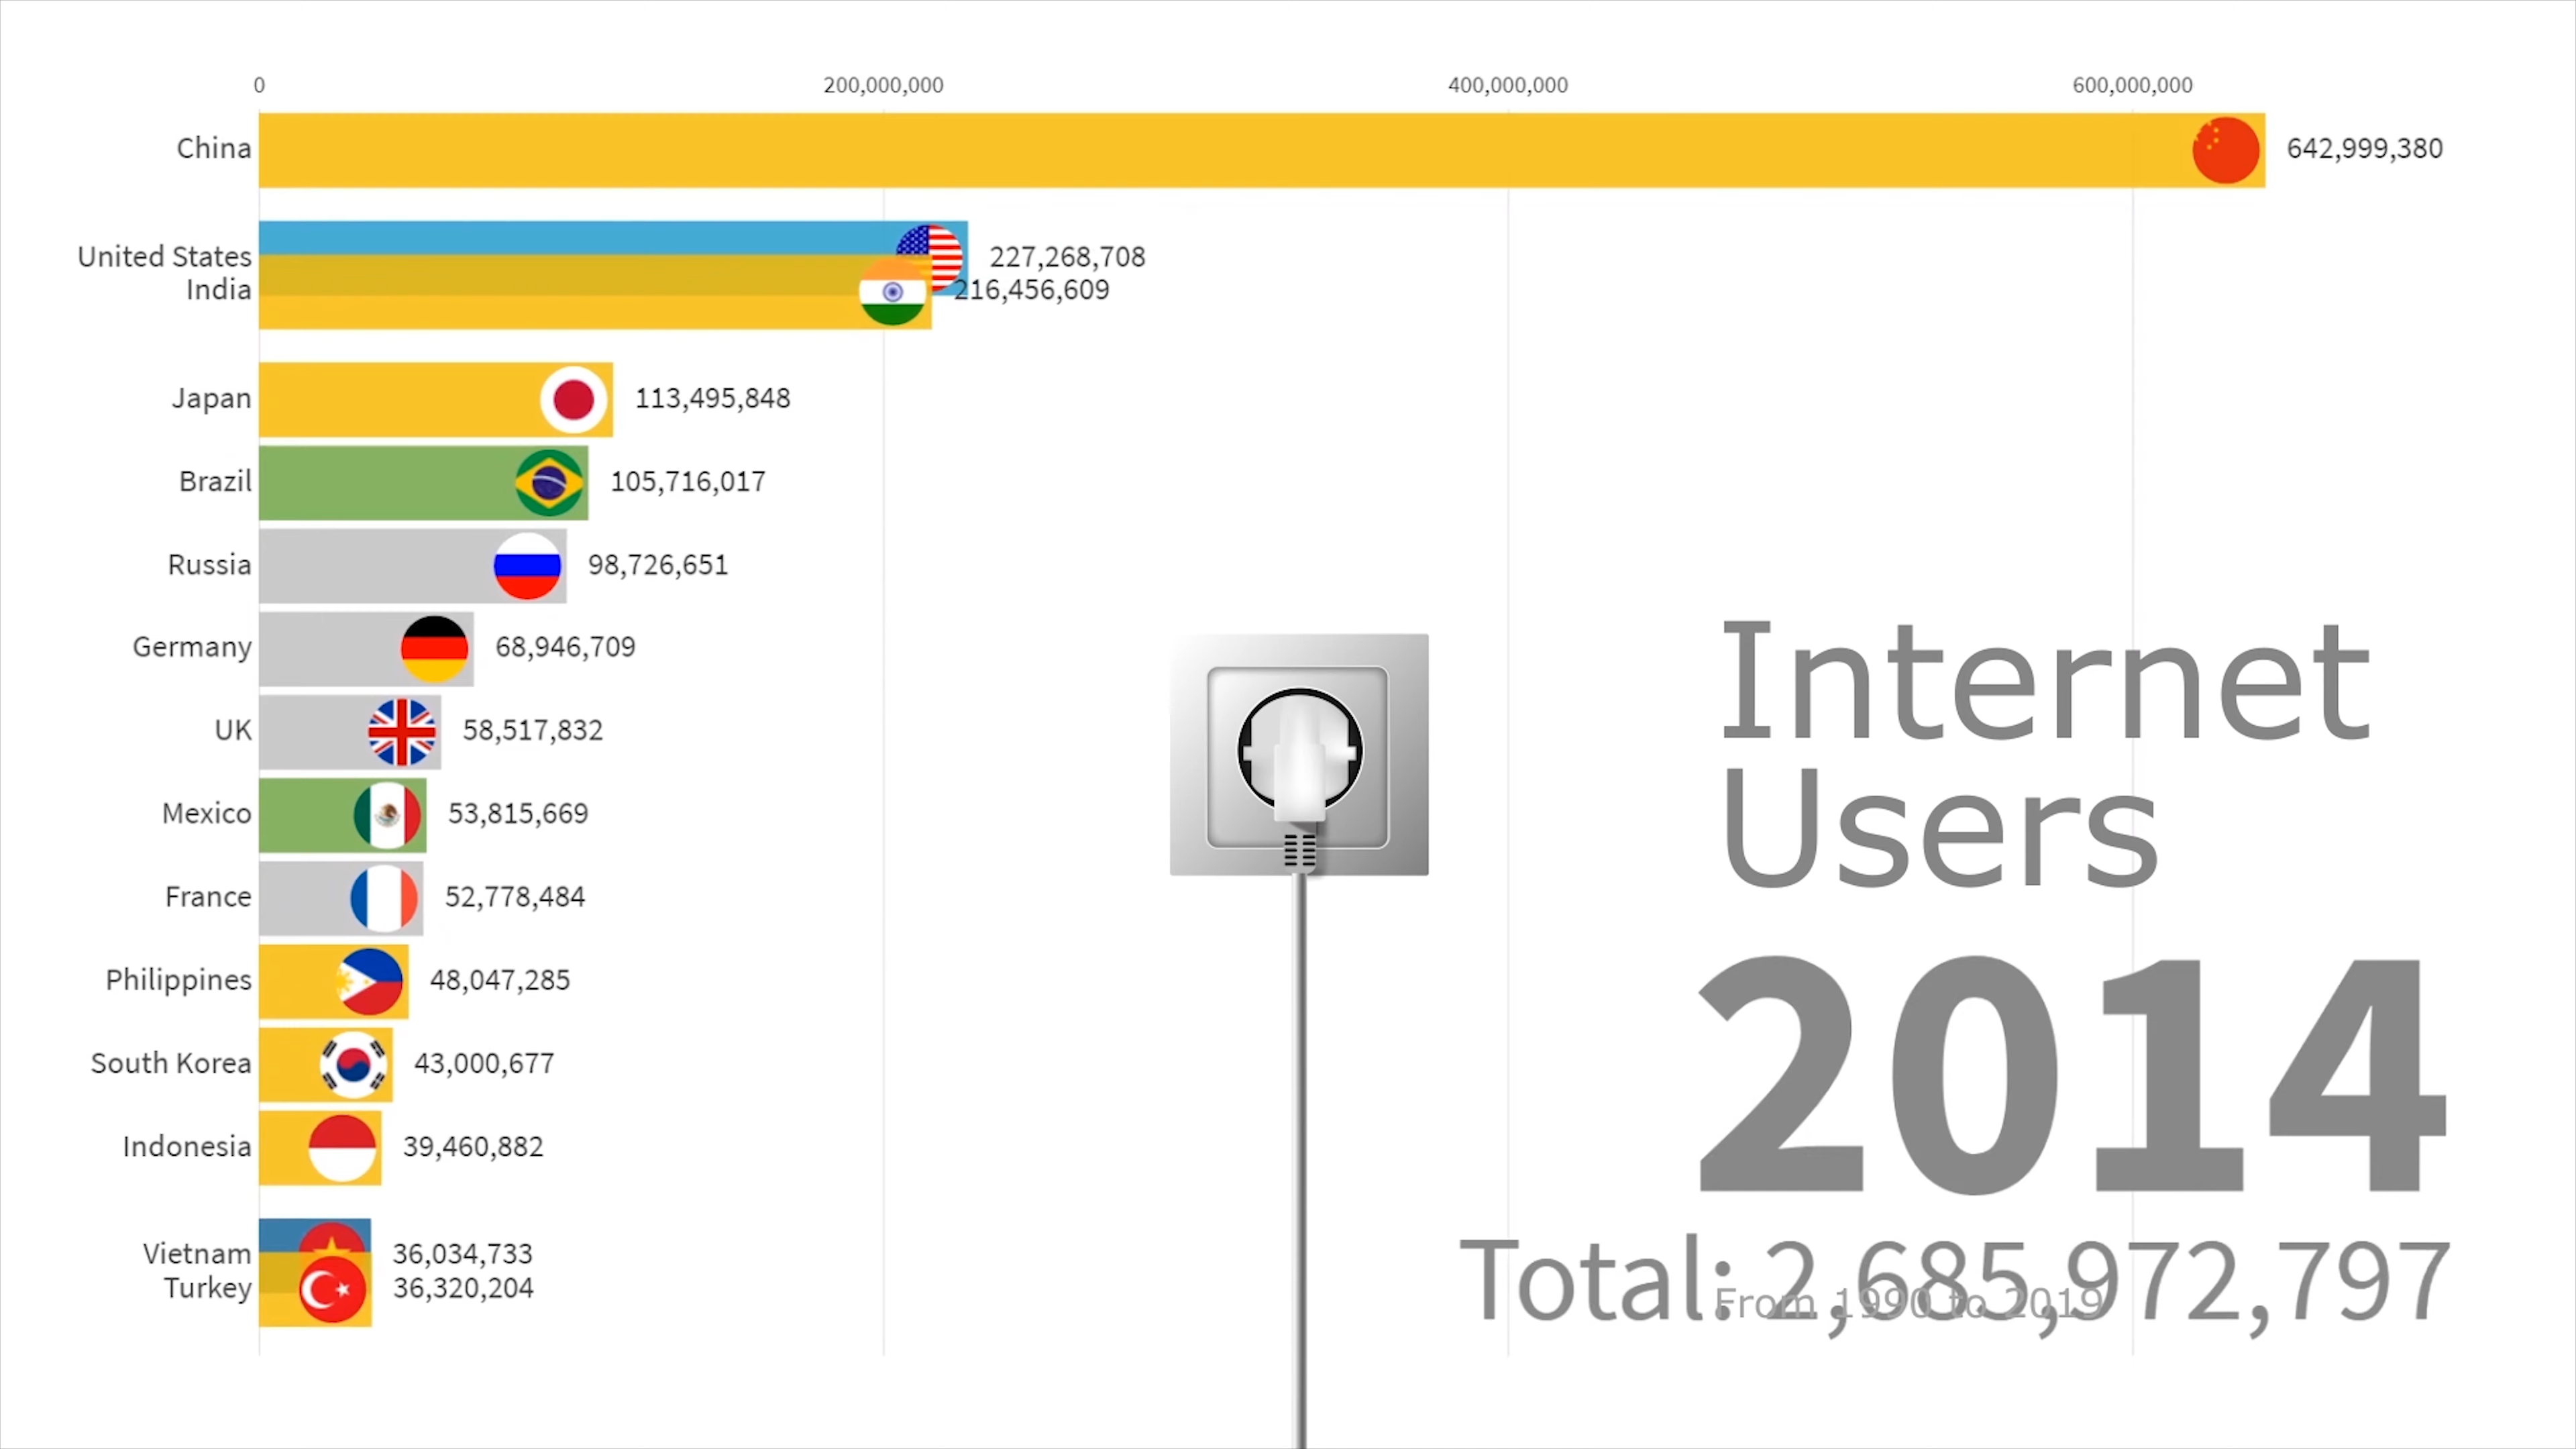 0 200,000,000 400,000,000 600,000,000
China 642,999,380
United States 227,268,708
India 216,456,609
Japan 113,495,848
Brazil 105,716,017
Russia 98,726,651
Germany 68,946,709
UK 58,517,832
Mexico 53,815,669
France 52,778,484
Philippines 48,047,285
South Korea 43,000,677
Indonesia 39,460,882
Vietnam 36,034,733
Turkey 36,320,204
Internet
Users
2014
Total: 2,685,972,797
From 1990 to 2019